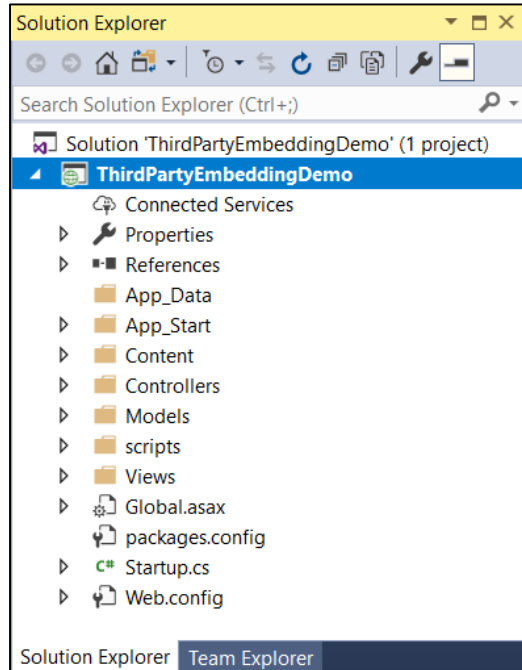 Solution Explorer
Search Solution Explorer (Ctrl+;)
Solution 'ThirdPartyEmbeddingDemo' (1 project)
ThirdPartyEmbeddingDemo
Connected Services
Properties
References
App_Data
App_Start
Content
Controllers
Models
scripts
Views
Global.asax
packages.config
C# Startup.cs
Web.config
Solution Explorer Team Explorer